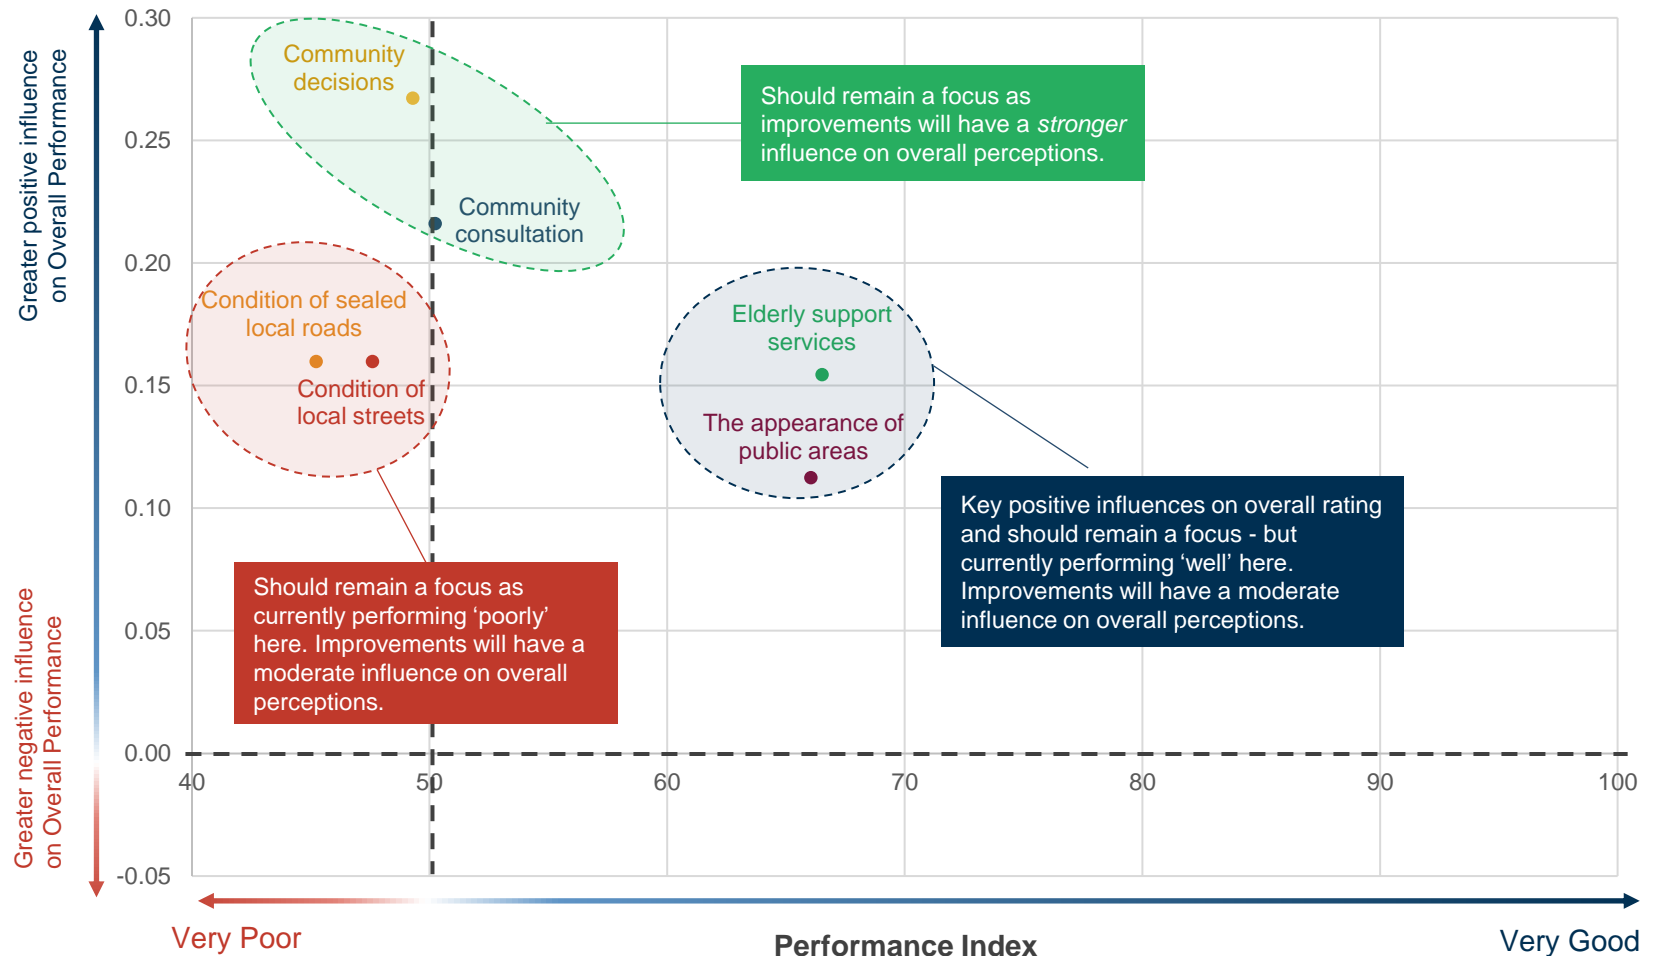 Greater positive influence
on Overall Performance
Greater negative influence
on Overall Performance
0.30
0.25
0.20
0.15
0.10
0.05
0.00
-0.05
40
50
60
70
80
90
100
Community
decisions
Community
consultation
Should remain a focus as
improvements will have a stronger
influence on overall perceptions.
Condition of sealed
local roads
Condition of
local streets
Elderly support
services
The appearance of
public areas
Should remain a focus as
currently performing ‘poorly’
here. Improvements will have a
moderate influence on overall
perceptions.
Key positive influences on overall rating
and should remain a focus - but
currently performing ‘well’ here.
Improvements will have a moderate
influence on overall perceptions.
Very Poor
Performance Index
Very Good